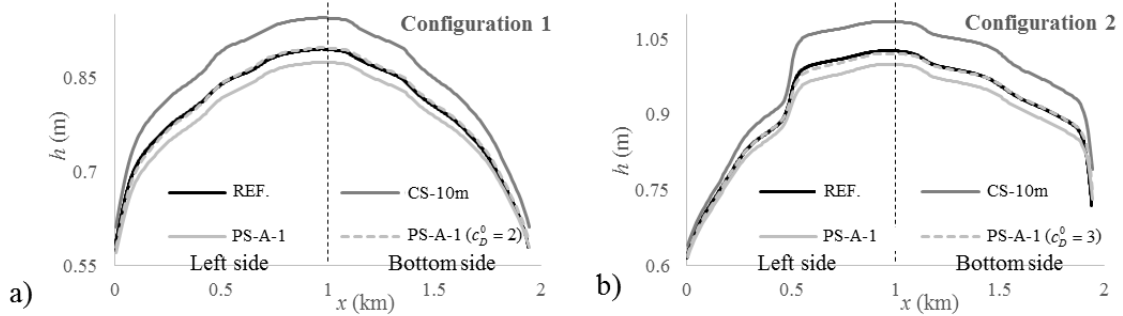 Configuration 1
0.85
0.7
0.55
h (m)
REF.
CS-10m
PS-A-1
PS-A-1 (c_D^0 = 2)
Left side
Bottom side
0
0.5
1
1.5
2
x (km)
a)
Configuration 2
1.05
0.9
0.75
0.6
h (m)
REF.
CS-10m
PS-A-1
PS-A-1 (c_D^0 = 3)
Left side
Bottom side
0
0.5
1
1.5
2
x (km)
b)